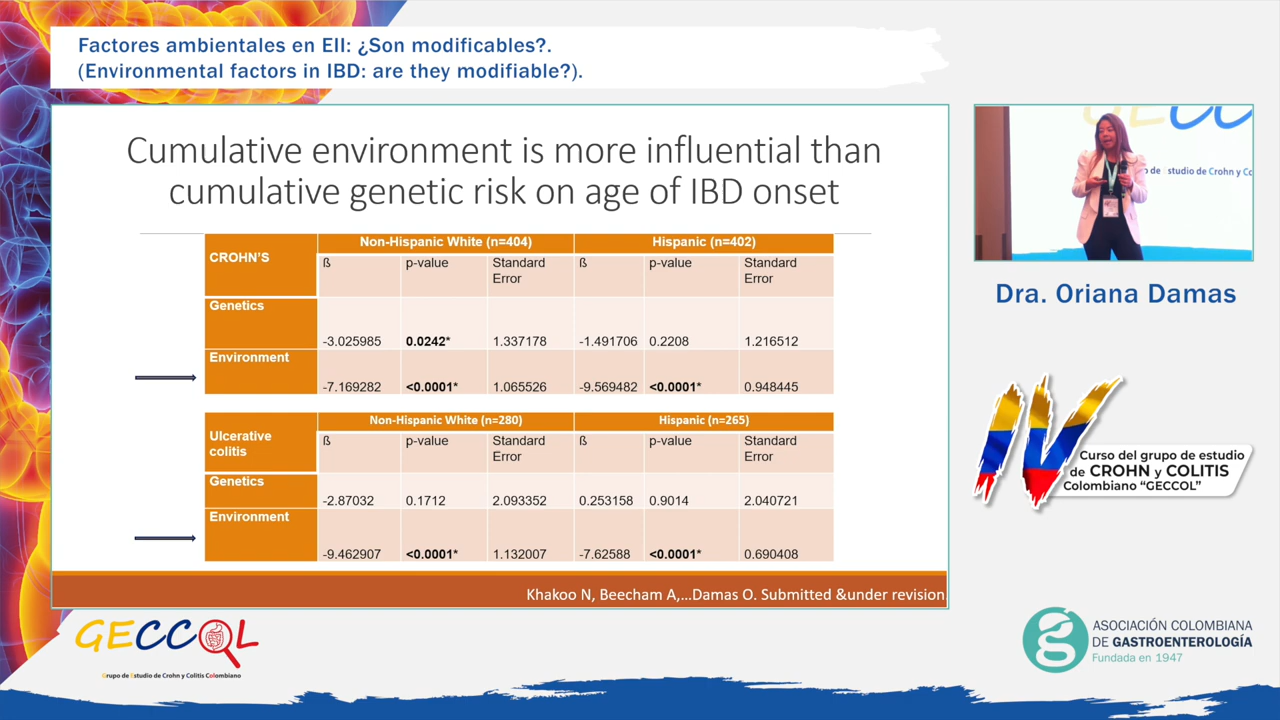 Factores ambientales en EII: ¿Son modificables?.
(Environmental factors in IBD: are they modifiable?).
Cumulative environment is more influential than
cumulative genetic risk on age of IBD onset
CROHN'S
Non-Hispanic White (n=404)
Hispanic (n=402)
ß
p-value
Standard
Error
ß
p-value
Standard
Error
Genetics
-3.025985
0.0242*
1.337178
-1.491706
0.2208
1.216512
Environment
-7.169282
<0.0001*
1.065526
-9.569482
<0.0001*
0.948445
Ulcerative
colitis
Non-Hispanic White (n=280)
Hispanic (n=265)
ß
p-value
Standard
Error
ß
p-value
Standard
Error
Genetics
-2.87032
0.1712
2.093352
0.253158
0.9014
2.040721
Environment
-9.462907
<0.0001*
1.132007
-7.62588
<0.0001*
0.690408
Khakoo N, Beecham A,...Damas O. Submitted &under revision
studio de Crohn y Co
Dra. Oriana Damas
IV
Curso del grupo de estudio
de CROHN y COLITIS
Colombiano "GECCOL"
GECCOL
Grupo de Estudio de Crohn y Colitis Colombiano
ASOCIACIÓN COLOMBIANA
DE GASTROENTEROLOGÍA
Fundada en 1947